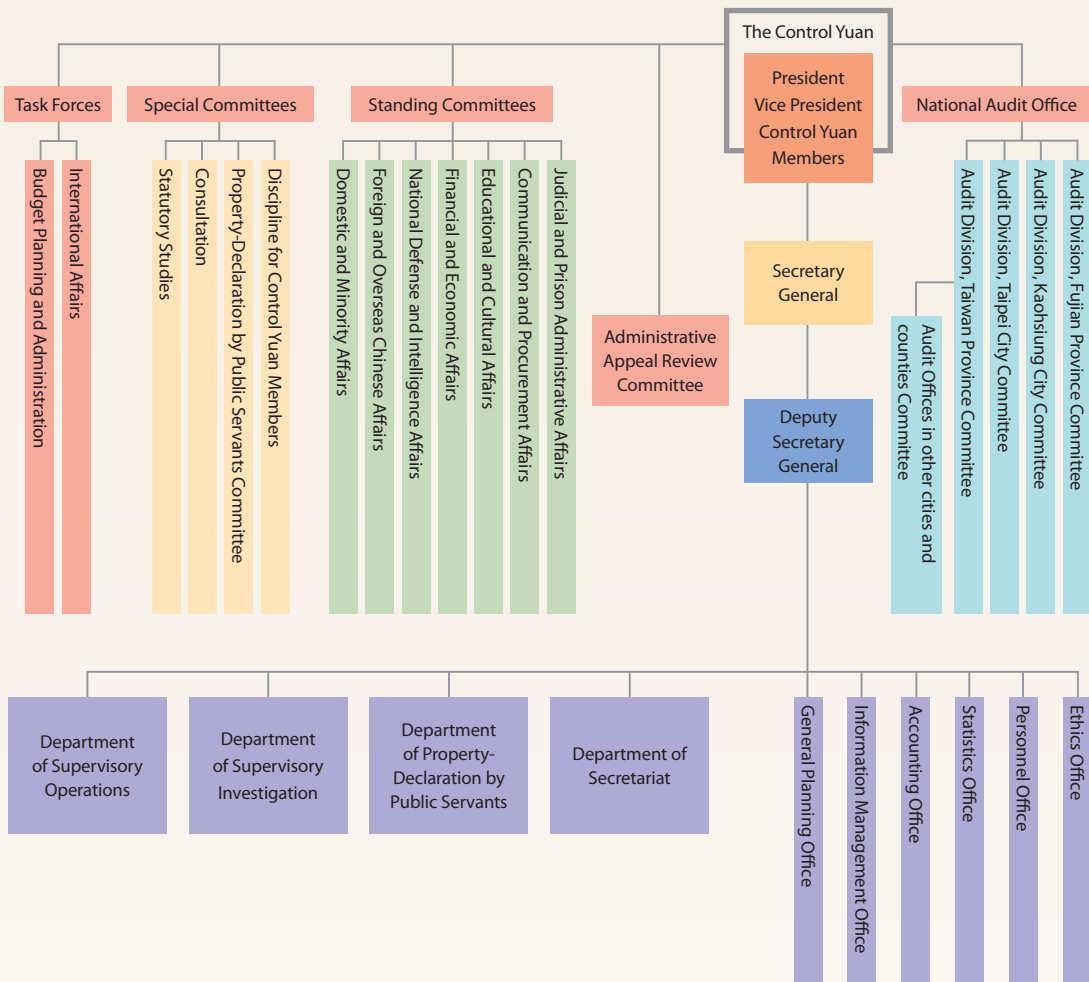 The Control Yuan
President
Vice President
Control Yuan
Members
Task Forces
Special Committees
Standing Committees
National Audit Office
Budget Planning and Administration
International Affairs
Statutory Studies
Consultation
Property-Declaration by Public Servants Committee
Discipline for Control Yuan Members
Domestic and Minority Affairs
Foreign and Overseas Chinese Affairs
National Defense and Intelligence Affairs
Financial and Economic Affairs
Educational and Cultural Affairs
Communication and Procurement Affairs
Judicial and Prison Administrative Affairs
Administrative
Appeal Review
Committee
Secretary
General
Deputy
Secretary
General
Audit Offices in other cities and
counties Committee
Audit Division, Taiwan Province Committee
Audit Division, Taipei City Committee
Audit Division, Kaohsiung City Committee
Audit Division, Fujian Province Committee
Department
of Supervisory
Operations
Department
of Supervisory
Investigation
Department
of Property-
Declaration by
Public Servants
Department of
Secretariat
General Planning Office
Information Management Office
Accounting Office
Statistics Office
Personnel Office
Ethics Office